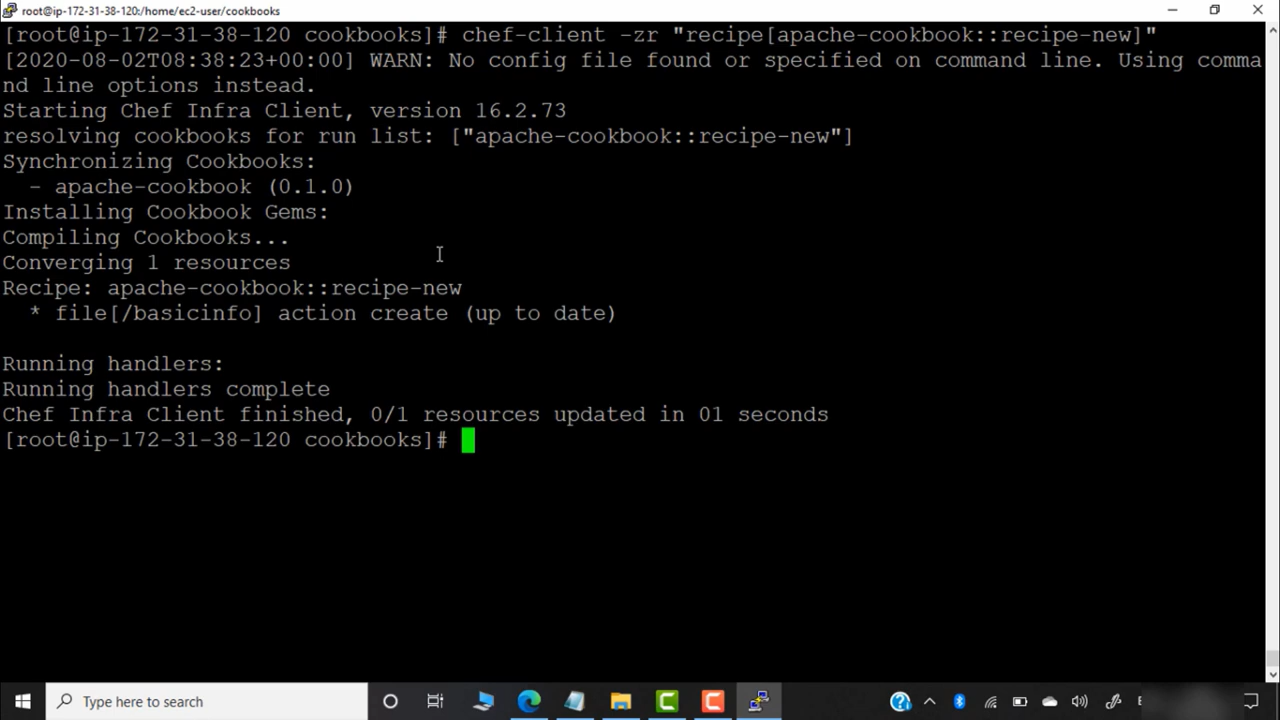 root@ip-172-31-38-120:/home/ec2-user/cookbooks
[root@ip-172-31-38-120 cookbooks]# chef-client -zr "recipe[apache-cookbook::recipe-new]"
[2020-08-02T08:38:23+00:00] WARN: No config file found or specified on command line. Using comma
nd line options instead.
Starting Chef Infra Client, version 16.2.73
resolving cookbooks for run list: ["apache-cookbook::recipe-new"]
Synchronizing Cookbooks:
  - apache-cookbook (0.1.0)
Installing Cookbook Gems:
Compiling Cookbooks...
Converging 1 resources
Recipe: apache-cookbook::recipe-new
  * file[/basicinfo] action create (up to date)
Running handlers:
Running handlers complete
Chef Infra Client finished, 0/1 resources updated in 01 seconds
[root@ip-172-31-38-120 cookbooks]#
Type here to search